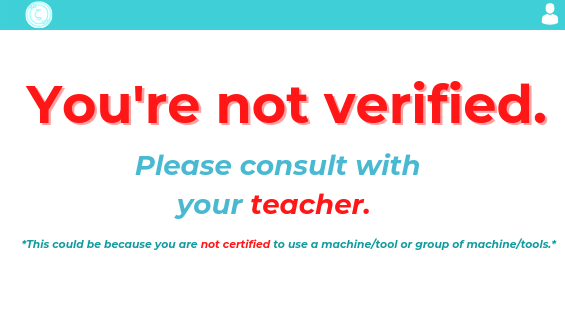 You're not verified.
Please consult with
your teacher.
*This could be because you are not certified to use a machine/tool or group of machine/tools.*